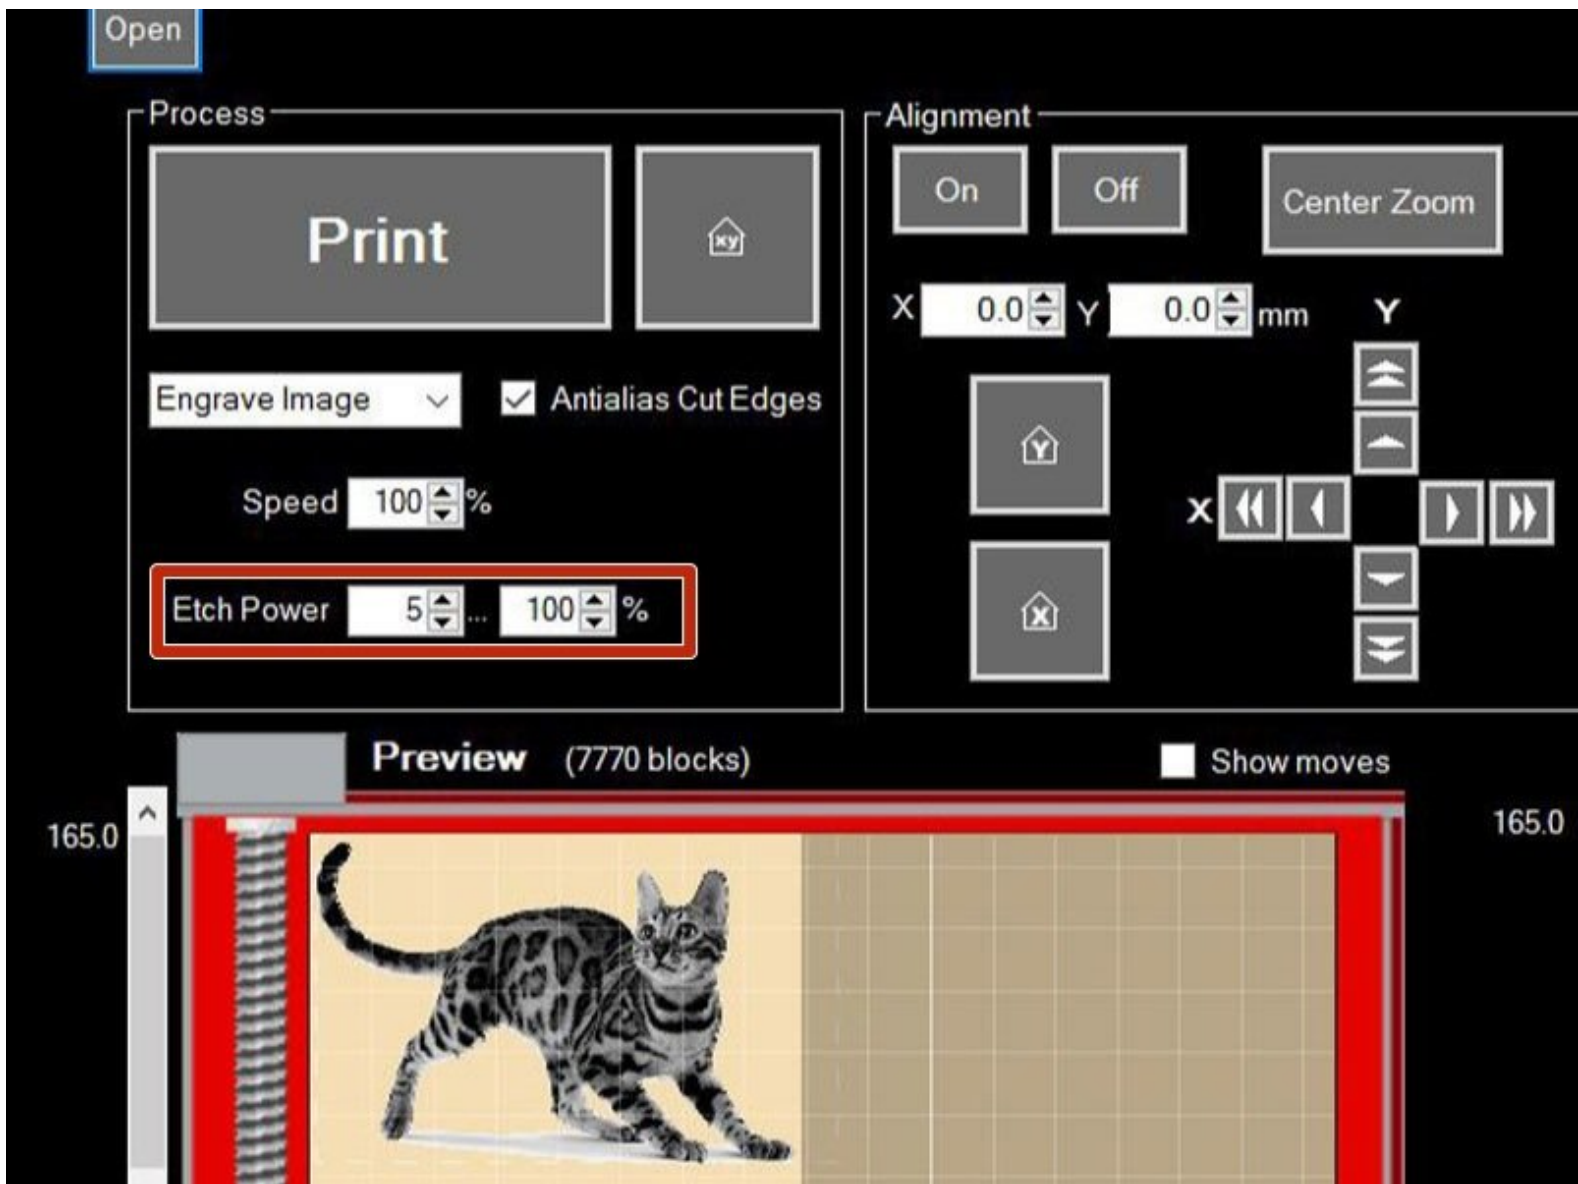 Open
Process
Print
xy
Engrave Image
Antialias Cut Edges
Speed 100 %
Etch Power 5 ... 100 %
Alignment
On Off Center Zoom
X 0.0 Y 0.0 mm
Y
Y
X
X
Preview (7770 blocks) Show moves
165.0 165.0